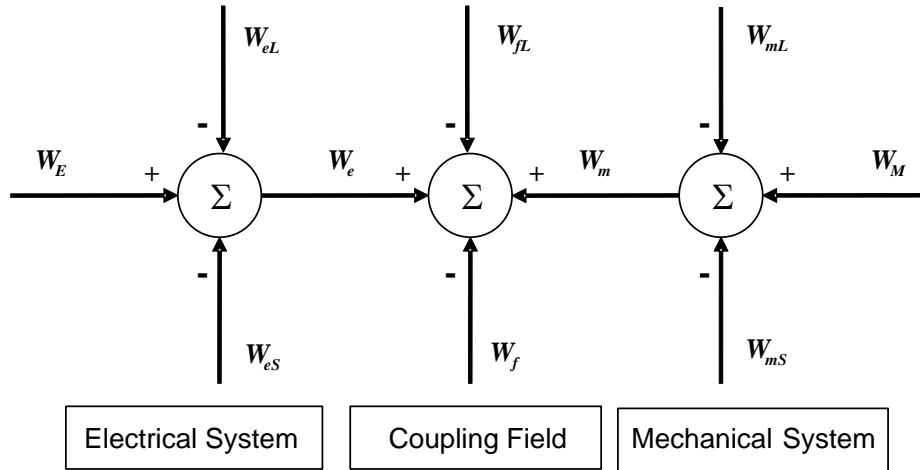 W_eL W_fL W_mL
- - -
W_E + W_e + + W_m + W_M
Σ Σ Σ
- - -
W_eS W_f W_mS
Electrical System Coupling Field Mechanical System